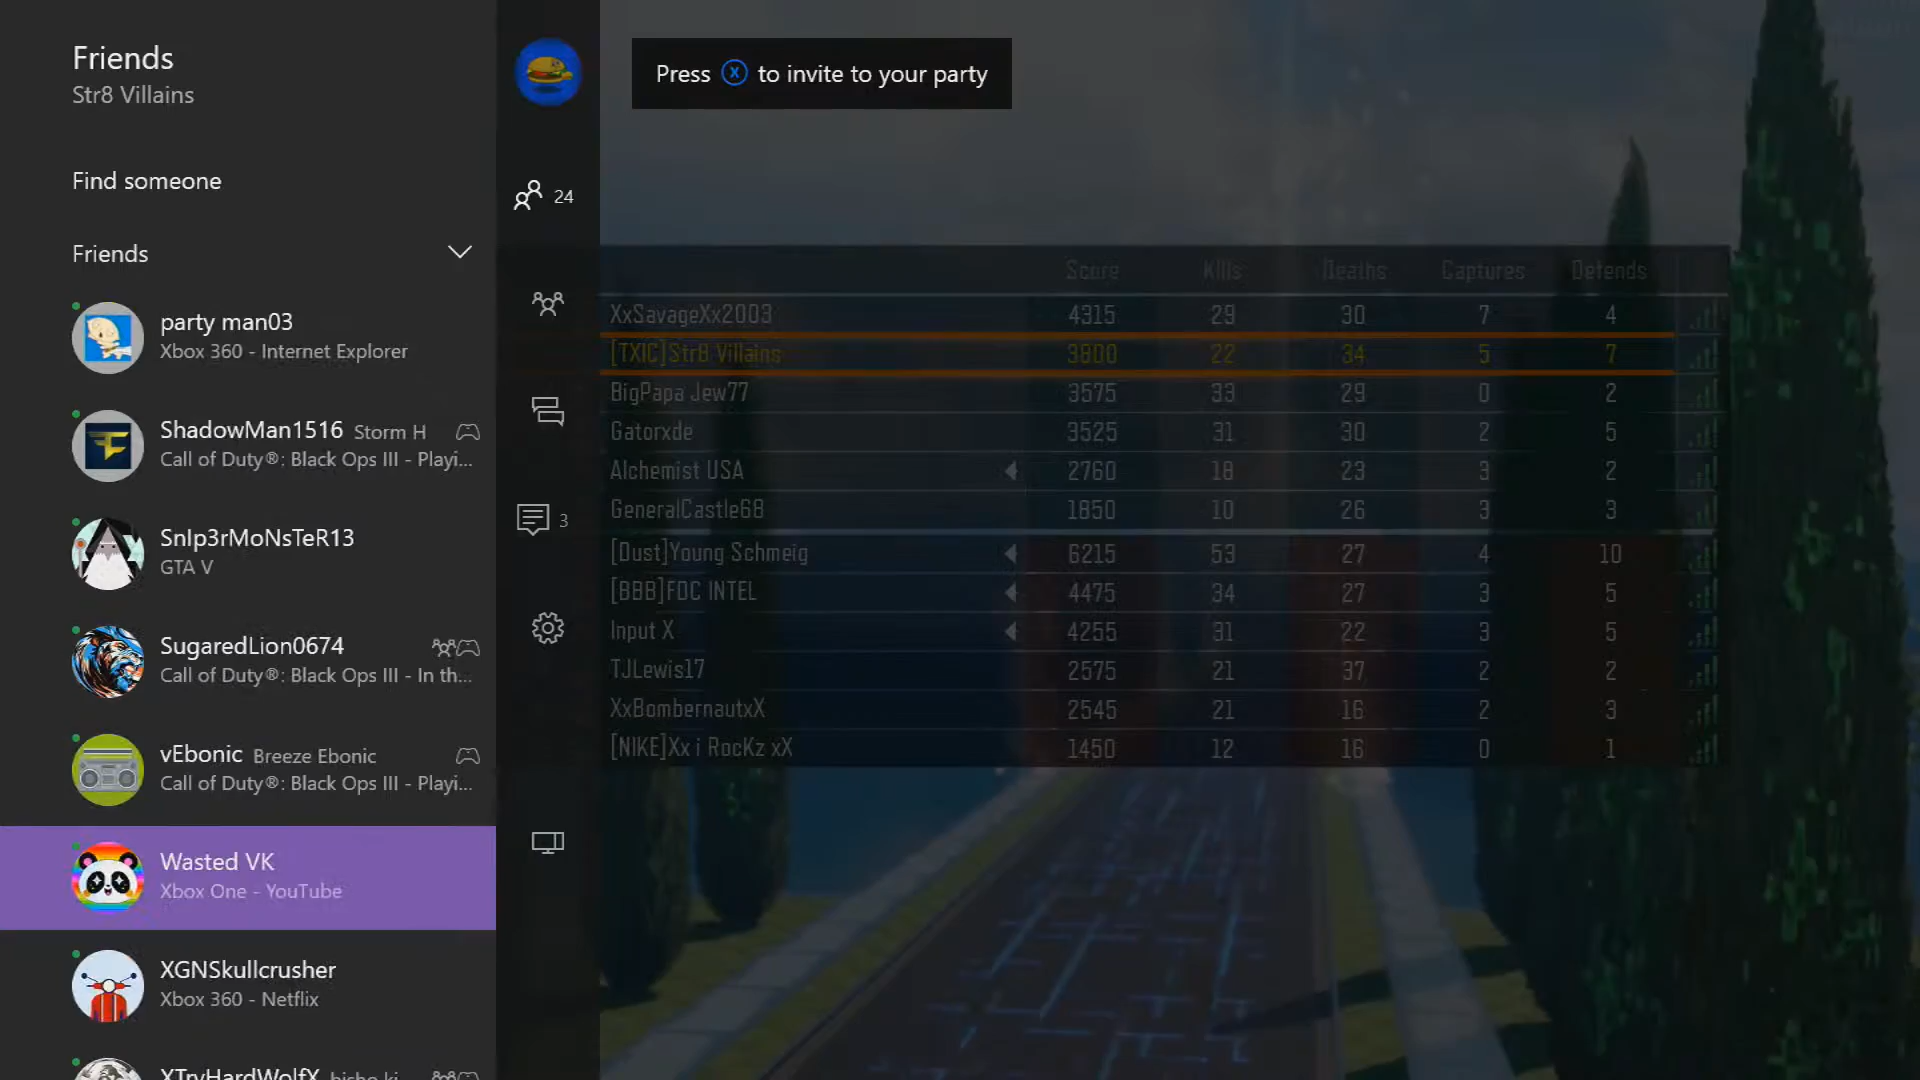 Friends
Str8 Villains
Find someone
Friends
party man03
Xbox 360 - Internet Explorer
ShadowMan1516 Storm H
Call of Duty®: Black Ops III - Playi...
SnIp3rMoNsTeR13
GTA V
SugaredLion0674
Call of Duty®: Black Ops III - In th...
vEbonic Breeze Ebonic
Call of Duty®: Black Ops III - Playi...
Wasted VK
Xbox One - YouTube
XGNSkullcrusher
Xbox 360 - Netflix
XTryHardWolfX bisho ki
24
3
Press X to invite to your party
Score Kills Deaths Captures Defends
XxSavageXx2003 4315 29 30 7 4
[TXIC]Str8 Villains 3800 22 34 5 7
BigPapa Jew77 3575 33 29 0 2
Gatorxde 3525 31 30 2 5
Alchemist USA 2760 18 23 3 2
GeneralCastle68 1850 10 26 3 3
[Dust]Young Schmeig 6215 53 27 4 10
[BBB]FDC INTEL 4475 34 27 3 5
Input X 4255 31 22 3 5
TJLewis17 2575 21 37 2 2
XxBombernautxX 2545 21 16 2 3
[NIKE]Xx i RocKz xX 1450 12 16 0 1